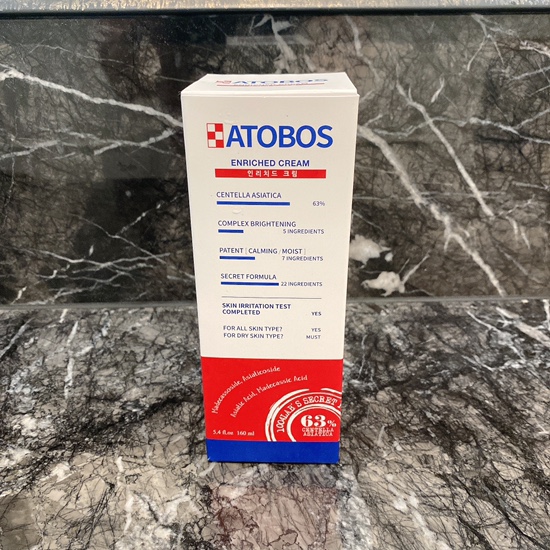 ATOBOS
ATOBOS
ENRICHED CREAM
인리치드 크림
CENTELLA ASIATICA 63%
COMPLEX BRIGHTENING 5 INGREDIENTS
PATENT | CALMING / MOIST | 7 INGREDIENTS
SECRET FORMULA 22 INGREDIENTS
SKIN IRRITATION TEST
COMPLETED YES
FOR ALL SKIN TYPE? YES
FOR DRY SKIN TYPE? MUST
Madecassoside, Asiaticoside
Asiatic Acid, Madecassic Acid
1004LAB'S SECRET
63%
CENTELLA
ASIATICA
5.4 fl.oz 160 ml